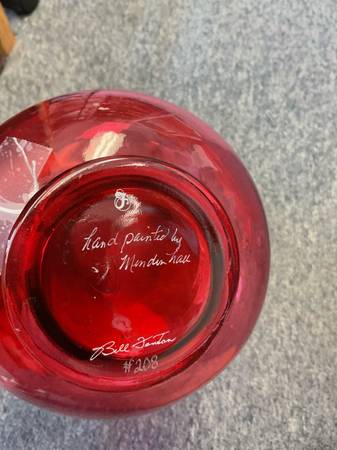 hand painted by
Mendenhall
Bill Fenton
#208